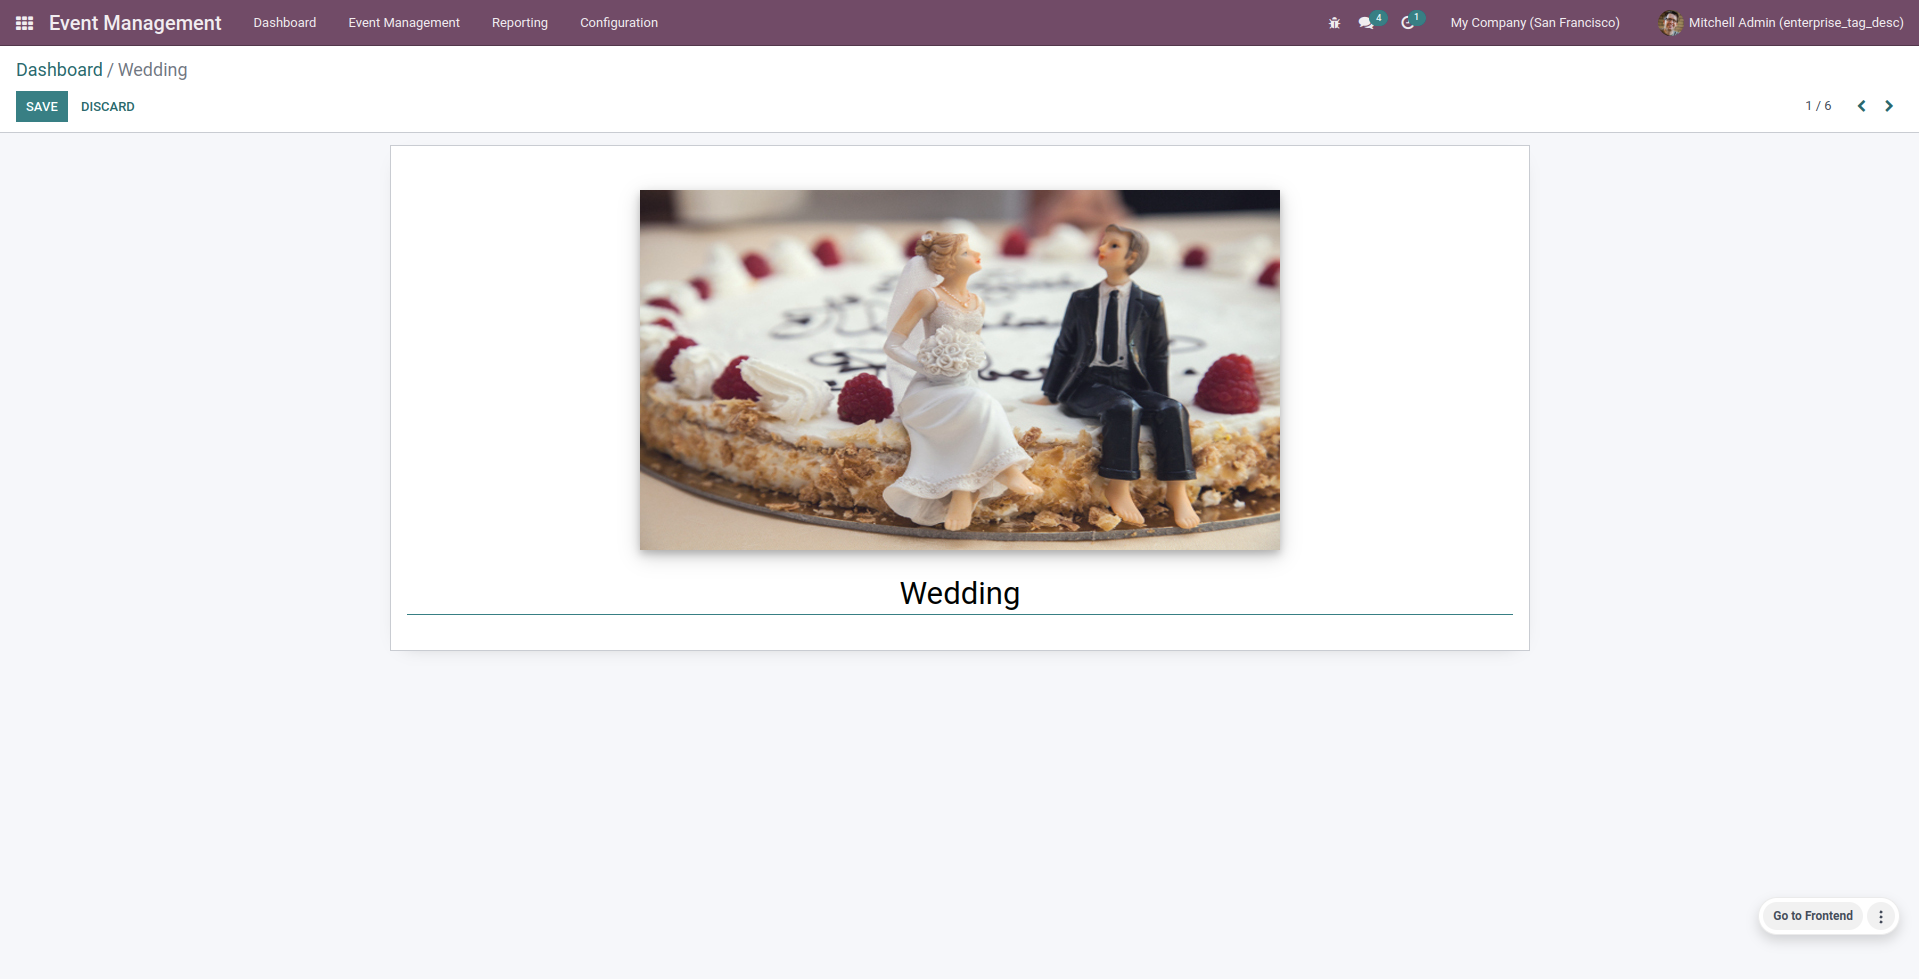 Event Management Dashboard Event Management Reporting Configuration 4 1 My Company (San Francisco) Mitchell Admin (enterprise_tag_desc)
Dashboard / Wedding
SAVE DISCARD 1 / 6
Wedding
Go to Frontend